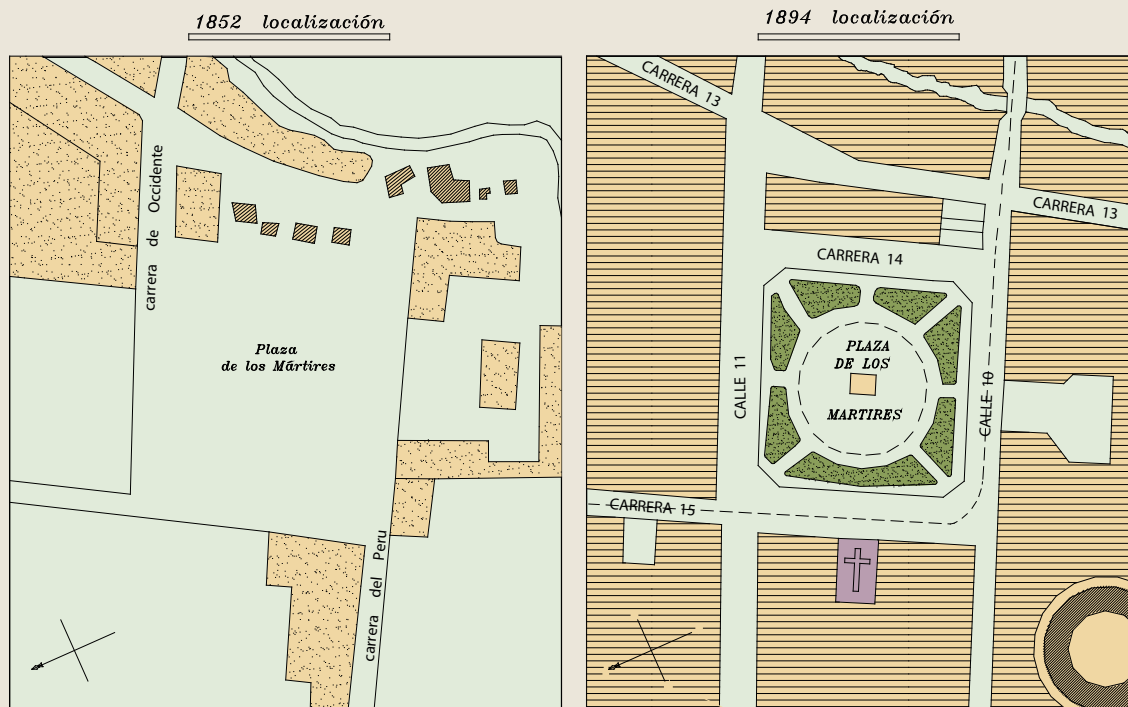 1852 localización
carrera de Occidente
Plaza
de los Mártires
carrera del Peru
1894 localización
CARRERA 13
CARRERA 13
CARRERA 14
CALLE 11
PLAZA
DE LOS
MARTIRES
CALLE 10
CARRERA 15